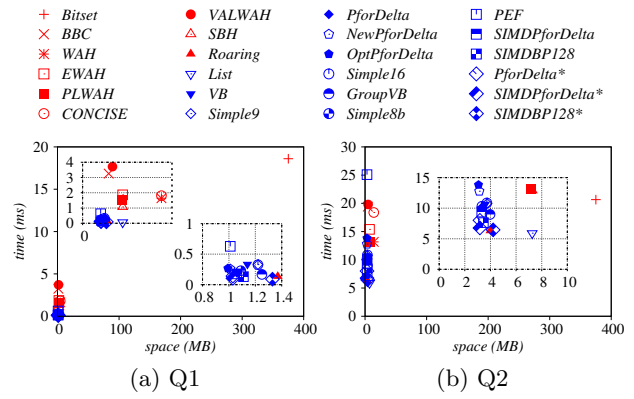 Bitset VALWAH PforDelta PEF
BBC SBH NewPforDelta SIMDPforDelta
WAH Roaring OptPforDelta SIMDBP128
EWAH List Simple16 PforDelta*
PLWAH VB GroupVB SIMDPforDelta*
CONCISE Simple9 Simple8b SIMDBP128*
20
15
10
5
0
time (ms)
0 100 200 300 400
space (MB)
4
3
2
1
0
0
1
0.5
0
0.8 1 1.2 1.4
(a) Q1
30
25
20
15
10
5
0
time (ms)
0 100 200 300 400
space (MB)
15
10
5
0
0 2 4 6 8 10
(b) Q2